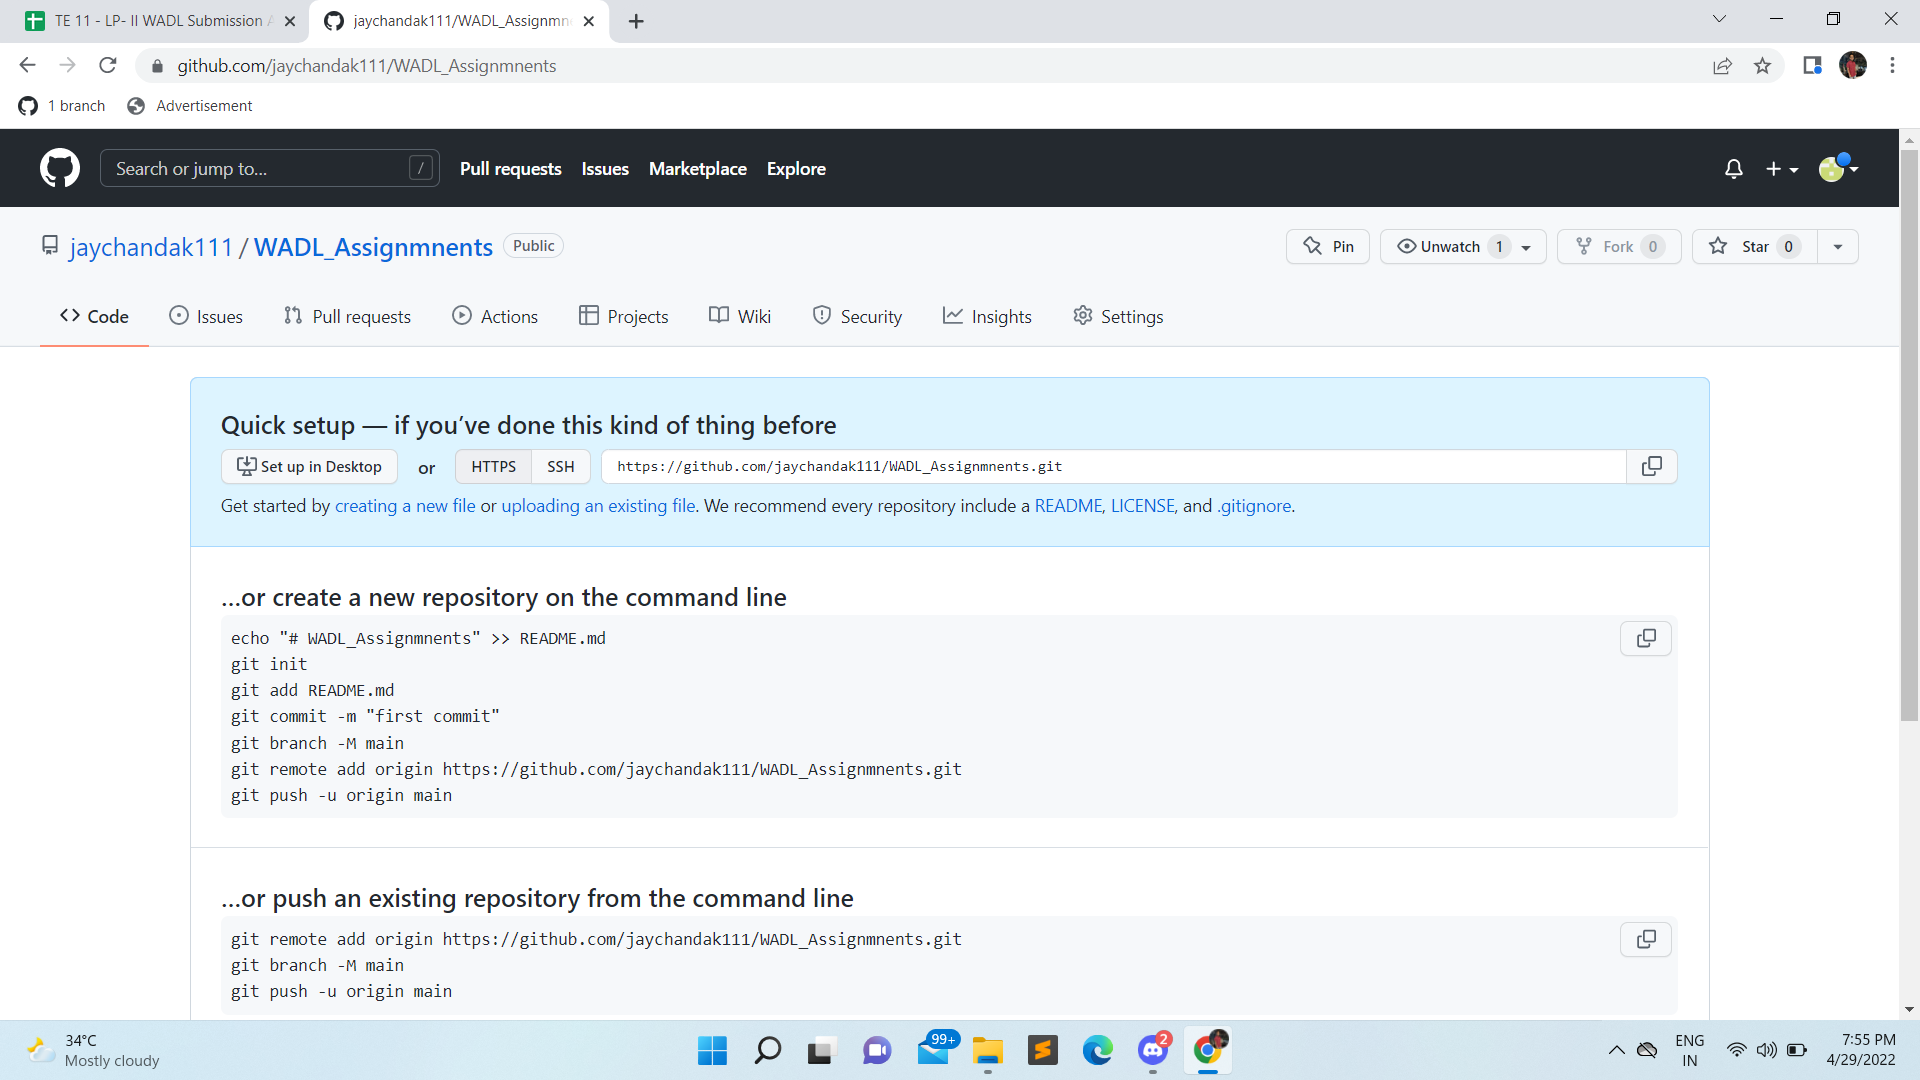 TE 11 - LP- II WADL Submission
jaychandak111/WADL_Assignmn
github.com/jaychandak111/WADL_Assignmnents
1 branch
Advertisement
Search or jump to...
/
Pull requests
Issues
Marketplace
Explore
jaychandak111 / WADL_Assignmnents
Public
Pin
Unwatch 1
Fork 0
Star 0
Code
Issues
Pull requests
Actions
Projects
Wiki
Security
Insights
Settings
Quick setup — if you’ve done this kind of thing before
Set up in Desktop
or
HTTPS
SSH
https://github.com/jaychandak111/WADL_Assignmnents.git
Get started by creating a new file or uploading an existing file. We recommend every repository include a README, LICENSE, and .gitignore.
…or create a new repository on the command line
echo "# WADL_Assignmnents" >> README.md
git init
git add README.md
git commit -m "first commit"
git branch -M main
git remote add origin https://github.com/jaychandak111/WADL_Assignmnents.git
git push -u origin main
…or push an existing repository from the command line
git remote add origin https://github.com/jaychandak111/WADL_Assignmnents.git
git branch -M main
git push -u origin main
34°C
Mostly cloudy
99+
2
ENG
IN
7:55 PM
4/29/2022